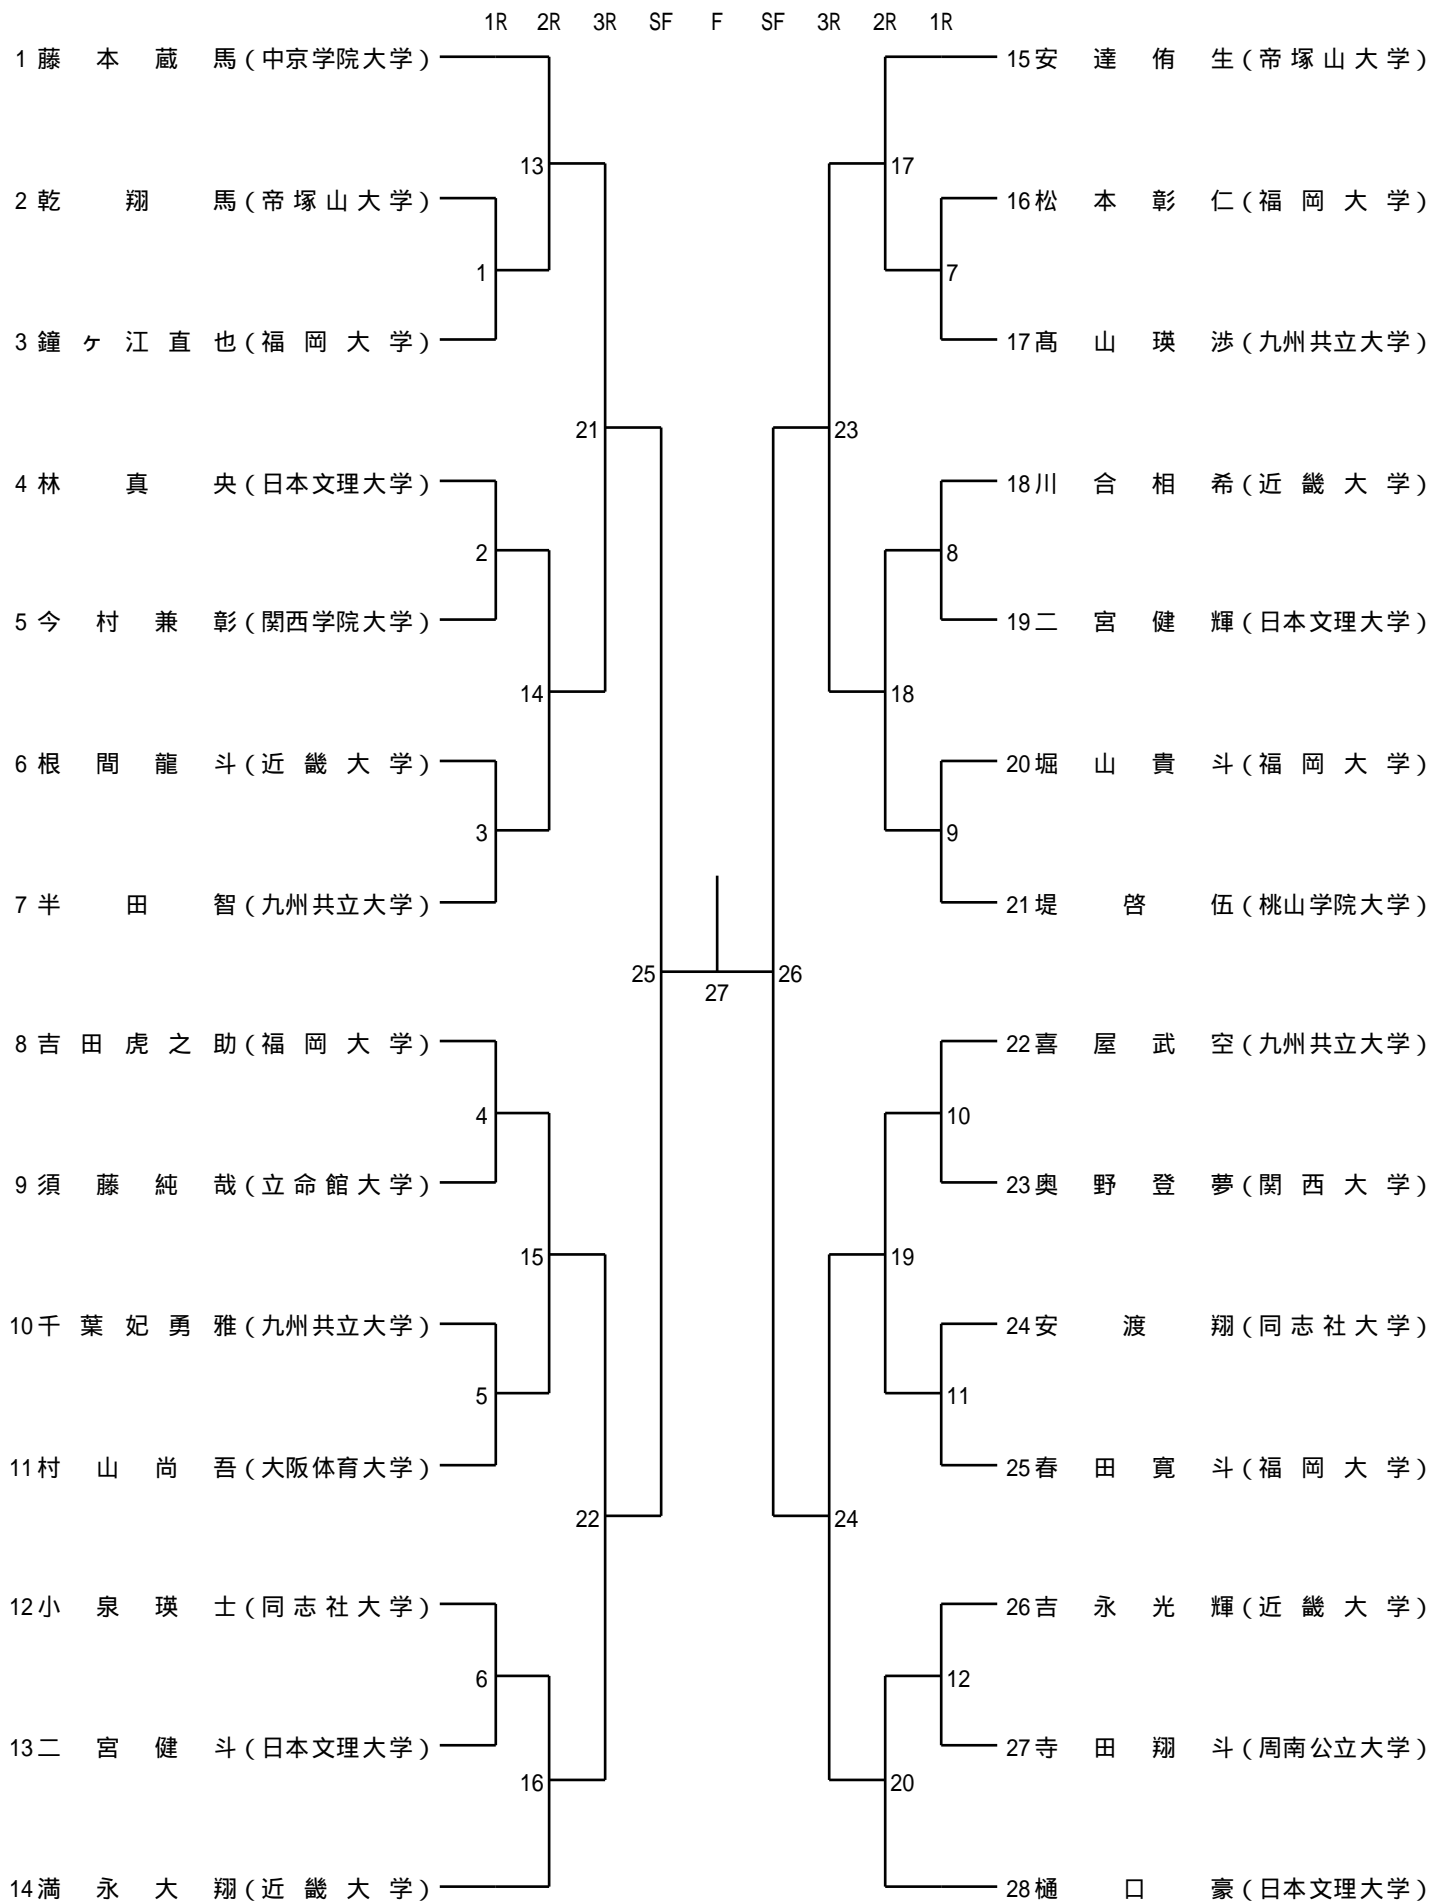 1R 2R 3R SF F SF 3R 2R 1R
1 藤本蔵馬(中京学院大学)
2 乾翔馬(帝塚山大学)
3 鐘ヶ江直也(福岡大学)
4 林真央(日本文理大学)
5 今村兼彰(関西学院大学)
6 根間龍斗(近畿大学)
7 半田智(九州共立大学)
8 吉田虎之助(福岡大学)
9 須藤純哉(立命館大学)
10 千葉妃勇雅(九州共立大学)
11 村山尚吾(大阪体育大学)
12 小泉瑛士(同志社大学)
13 二宮健斗(日本文理大学)
14 満永大翔(近畿大学)
1
2
3
4
5
6
13
14
15
16
21
22
25
27
26
23
24
17
18
19
20
7
8
9
10
11
12
15 安達侑生(帝塚山大学)
16 松本彰仁(福岡大学)
17 髙山瑛渉(九州共立大学)
18 川合相希(近畿大学)
19 二宮健輝(日本文理大学)
20 堀山貴斗(福岡大学)
21 堤啓伍(桃山学院大学)
22 喜屋武空(九州共立大学)
23 奥野登夢(関西大学)
24 安渡翔(同志社大学)
25 春田寛斗(福岡大学)
26 吉永光輝(近畿大学)
27 寺田翔斗(周南公立大学)
28 樋口豪(日本文理大学)